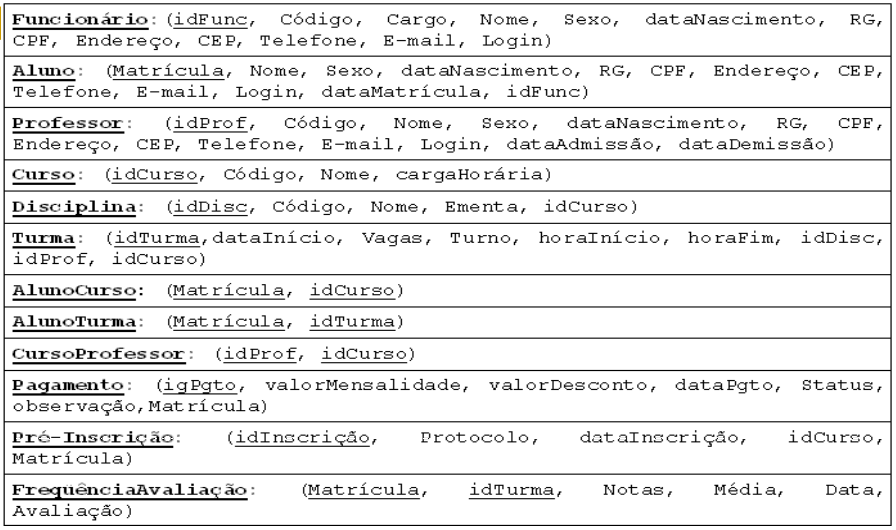 Funcionário: (idFunc, Código, Cargo, Nome, Sexo, dataNascimento, RG,
CPF, Endereço, CEP, Telefone, E-mail, Login)
Aluno: (Matrícula, Nome, Sexo, dataNascimento, RG, CPF, Endereço, CEP,
Telefone, E-mail, Login, dataMatrícula, idFunc)
Professor: (idProf, Código, Nome, Sexo, dataNascimento, RG, CPF,
Endereço, CEP, Telefone, E-mail, Login, dataAdmissão, dataDemissão)
Curso: (idCurso, Código, Nome, cargaHorária)
Disciplina: (idDisc, Código, Nome, Ementa, idCurso)
Turma: (idTurma,dataInício, Vagas, Turno, horaInício, horaFim, idDisc,
idProf, idCurso)
AlunoCurso: (Matrícula, idCurso)
AlunoTurma: (Matrícula, idTurma)
CursoProfessor: (idProf, idCurso)
Pagamento: (igPgto, valorMensalidade, valorDesconto, dataPgto, Status,
observação,Matrícula)
Pré-Inscrição: (idInscrição, Protocolo, dataInscrição, idCurso,
Matrícula)
FrequênciaAvaliação: (Matrícula, idTurma, Notas, Média, Data,
Avaliação)